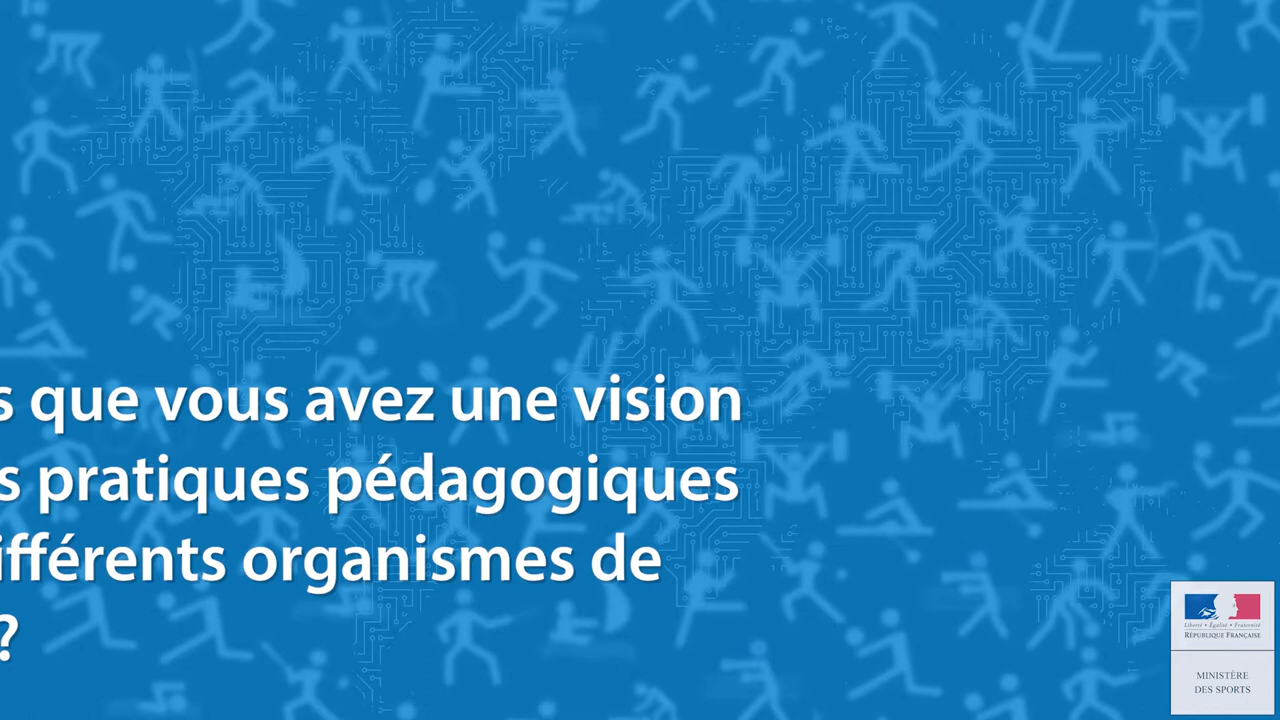 s que vous avez une vision
s pratiques pédagogiques
ifférents organismes de
?
Liberté • Égalité • Fraternité
RÉPUBLIQUE FRANÇAISE
MINISTÈRE
DES SPORTS